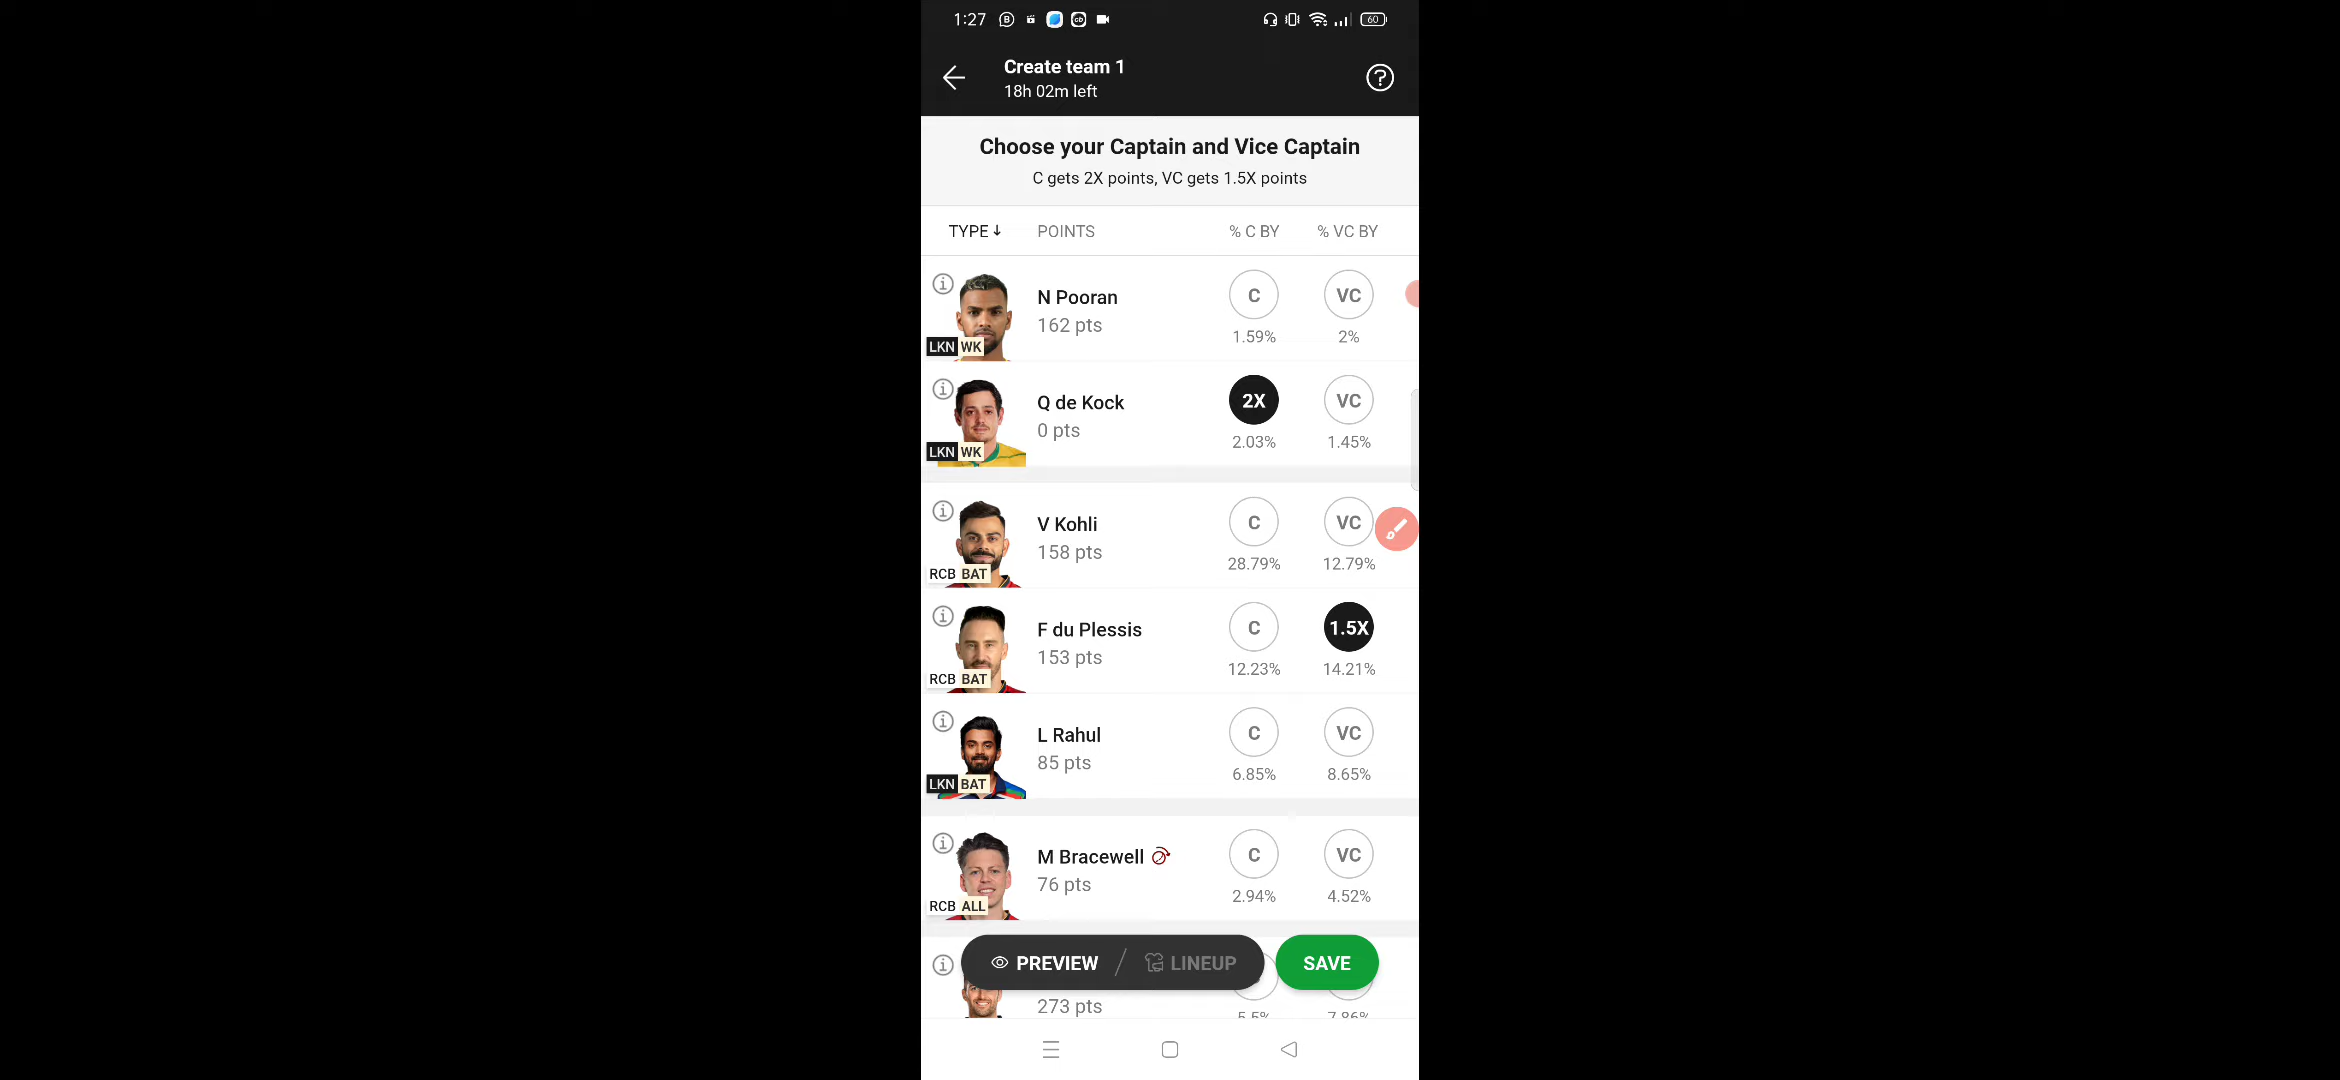 1:27
60
Create team 1
18h 02m left
Choose your Captain and Vice Captain
C gets 2X points, VC gets 1.5X points
TYPE↓ POINTS % C BY % VC BY
N Pooran
162 pts
C VC
1.59% 2%
LKN WK
Q de Kock
0 pts
2X VC
2.03% 1.45%
LKN WK
V Kohli
158 pts
C VC
28.79% 12.79%
RCB BAT
F du Plessis
153 pts
C 1.5X
12.23% 14.21%
RCB BAT
L Rahul
85 pts
C VC
6.85% 8.65%
LKN BAT
M Bracewell
76 pts
C VC
2.94% 4.52%
RCB ALL
PREVIEW / LINEUP SAVE
273 pts
5.5% 7.86%